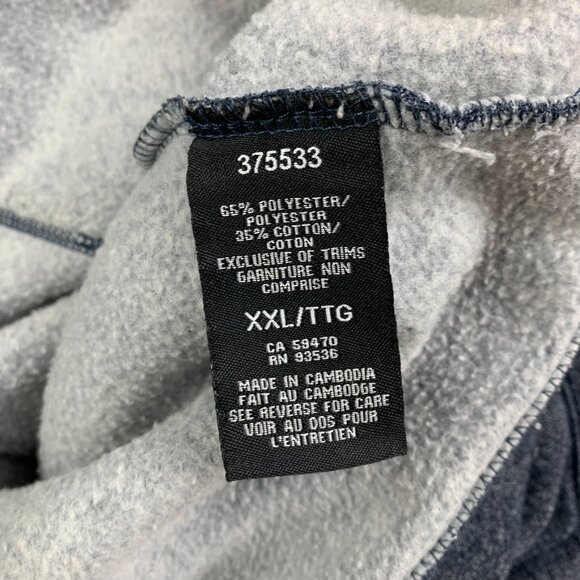 375533
65% POLYESTER/
POLYESTER
35% COTTON/
COTON
EXCLUSIVE OF TRIMS
GARNITURE NON
COMPRISE
XXL/TTG
CA 59470
RN 93536
MADE IN CAMBODIA
FAIT AU CAMBODGE
SEE REVERSE FOR CARE
VOIR AU DOS POUR
L'ENTRETIEN